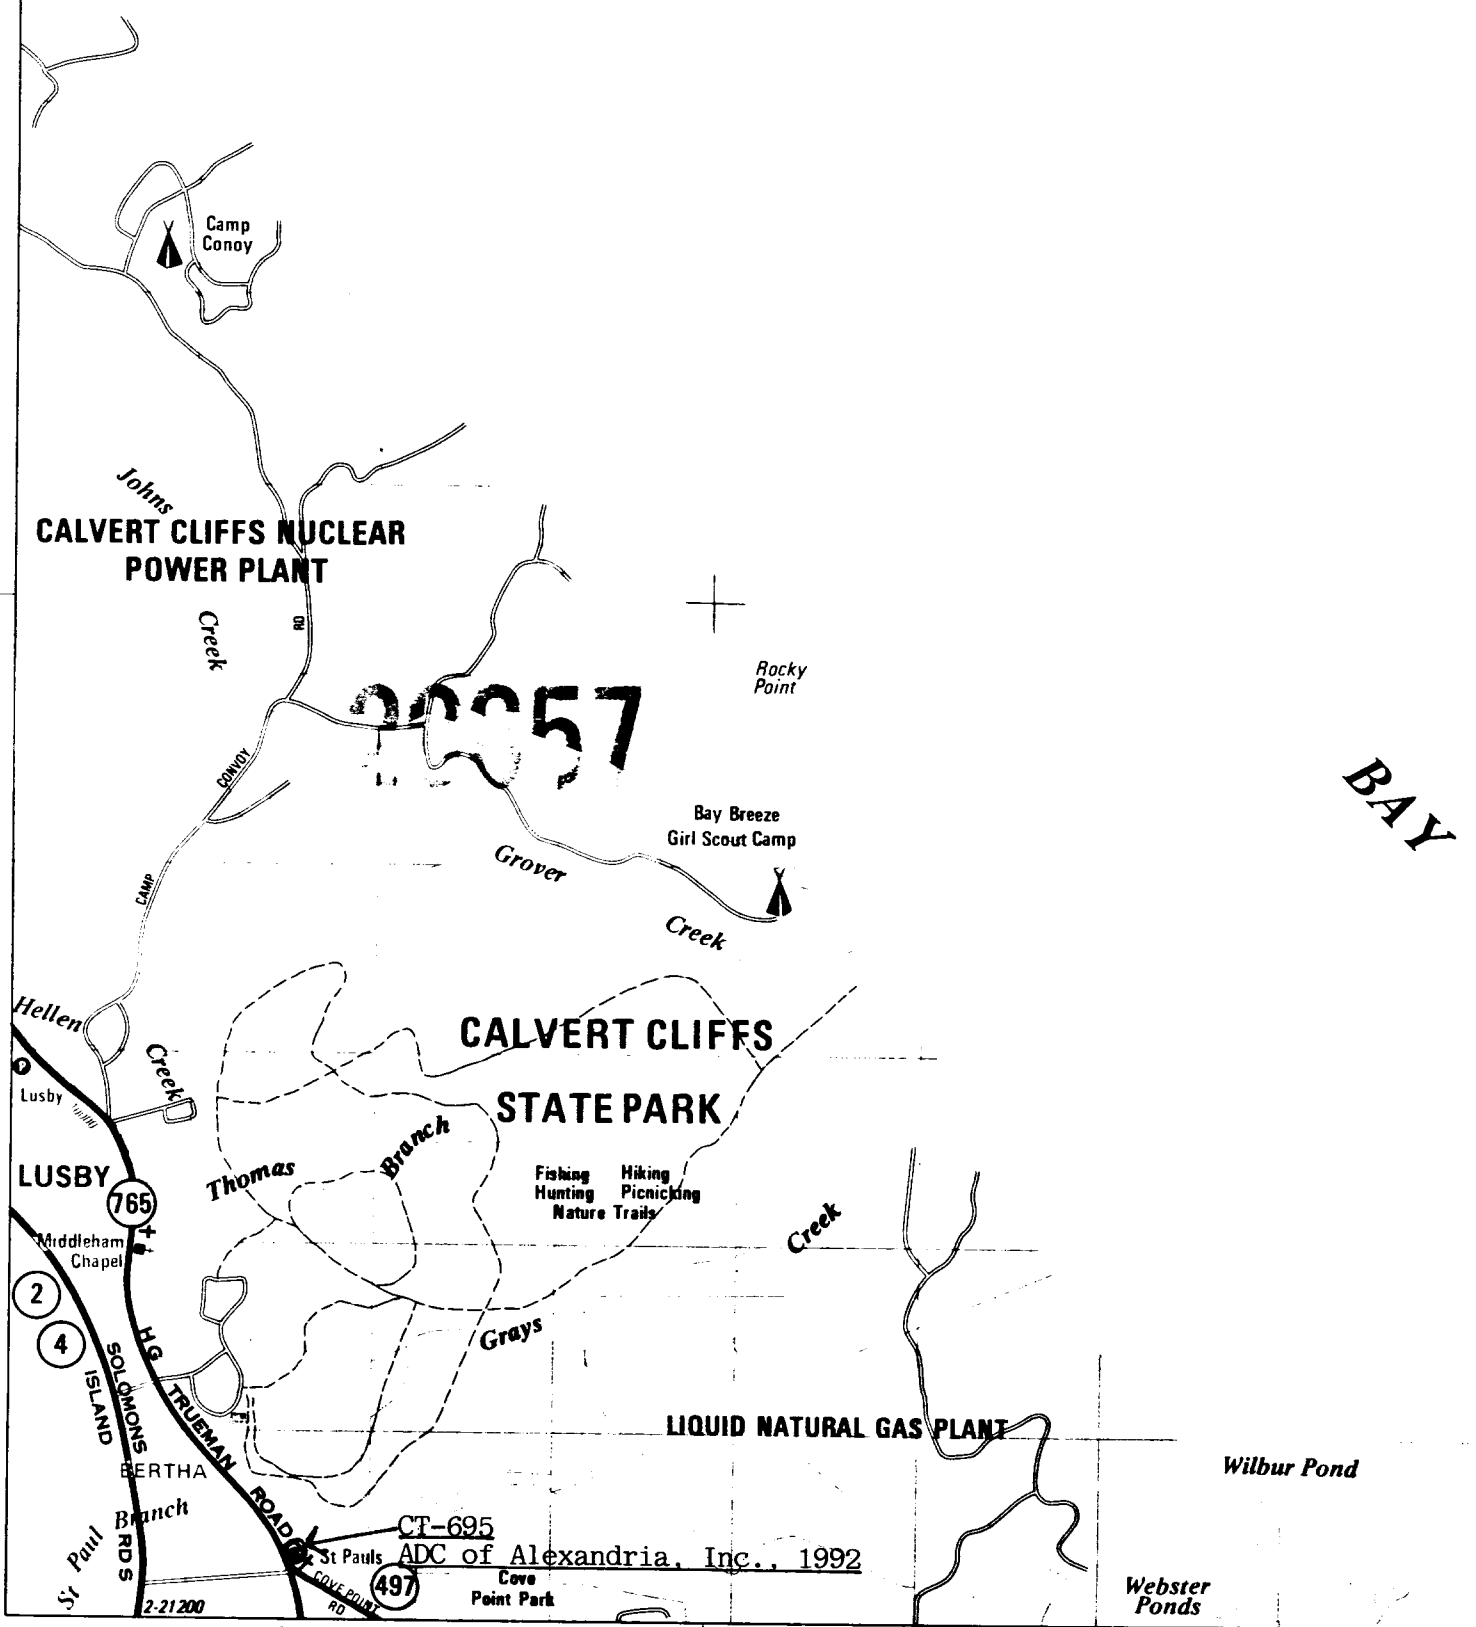 Camp
Conoy
Johns
CALVERT CLIFFS NUCLEAR
POWER PLANT
Creek
RD
Rocky
Point
57
CONVOY
BAY
Bay Breeze
Girl Scout Camp
Grover
CAMP
Creek
Hellen
CALVERT CLIFFS
Creek
P
Lusby
STATE PARK
Branch
Thomas
LUSBY
Fishing Hiking
Hunting Picnicking
Nature Trails
765
Creek
Middleham
Chapel
2
4
Grays
H G TRUEMAN ROAD
SOLOMONS
ISLAND
RDS
LIQUID NATURAL GAS PLANT
Wilbur Pond
BERTHA
Branch
St Paul
CT-695
St Pauls
ADC of Alexandria, Inc., 1992
COVE POINT
RD
497
Cove
Point Park
Webster
Ponds
2-21200